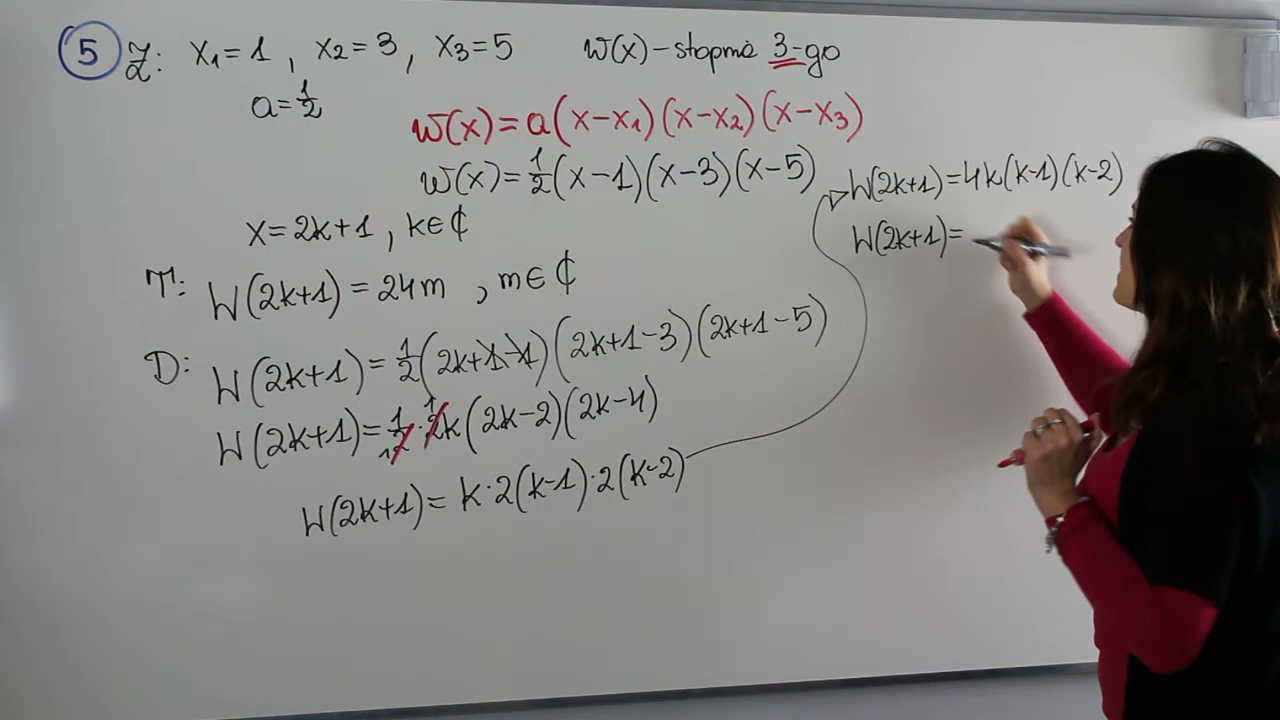 5 Z: x₁=1, x₂=3, x₃=5 W(x)-stopnia 3-go
a=½
W(x)=a(x-x₁)(x-x₂)(x-x₃)
W(x)=½(x-1)(x-3)(x-5)
x=2k+1, k∈ℂ
T: W(2k+1)=24m, m∈ℂ
D: W(2k+1)=½(2k+1-1)(2k+1-3)(2k+1-5)
W(2k+1)=½·2k(2k-2)(2k-4)
W(2k+1)=k·2(k-1)·2(k-2)
W(2k+1)=4k(k-1)(k-2)
W(2k+1)=